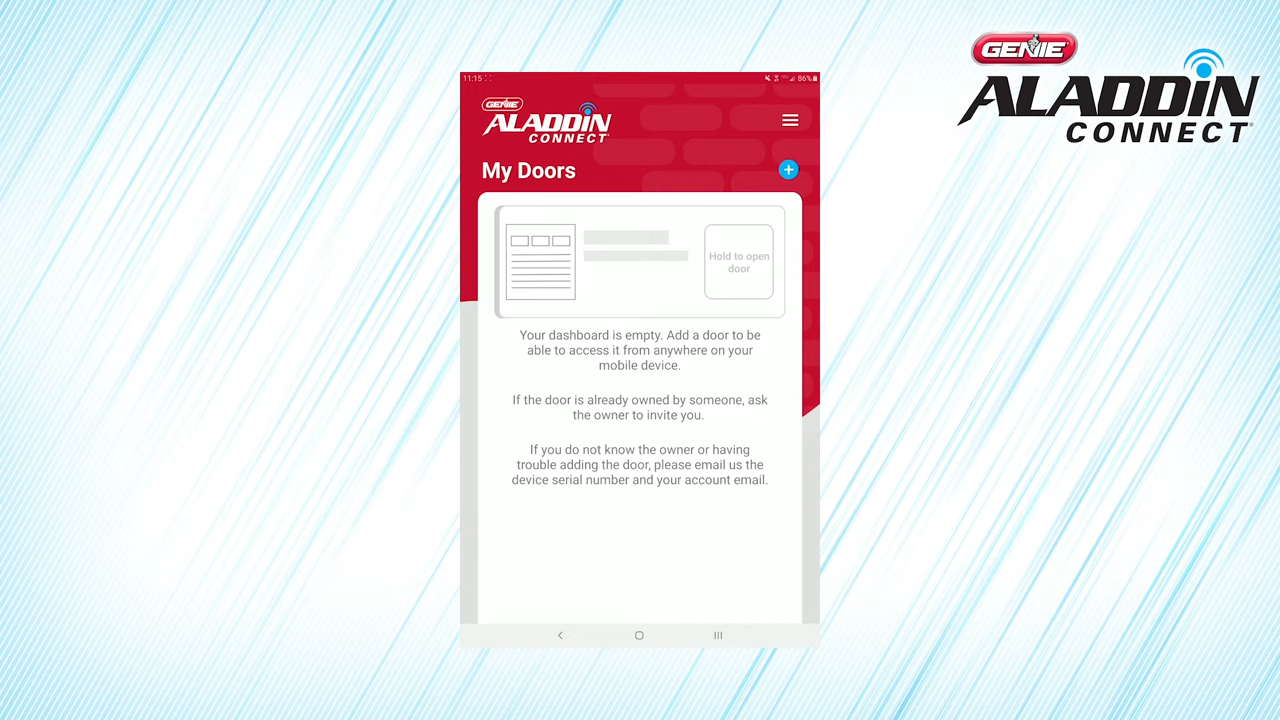 GENIE
ALADDIN
CONNECT
11:15
86%
GENIE
ALADDIN
CONNECT
My Doors
Hold to open
door
Your dashboard is empty. Add a door to be
able to access it from anywhere on your
mobile device.
If the door is already owned by someone, ask
the owner to invite you.
If you do not know the owner or having
trouble adding the door, please email us the
device serial number and your account email.